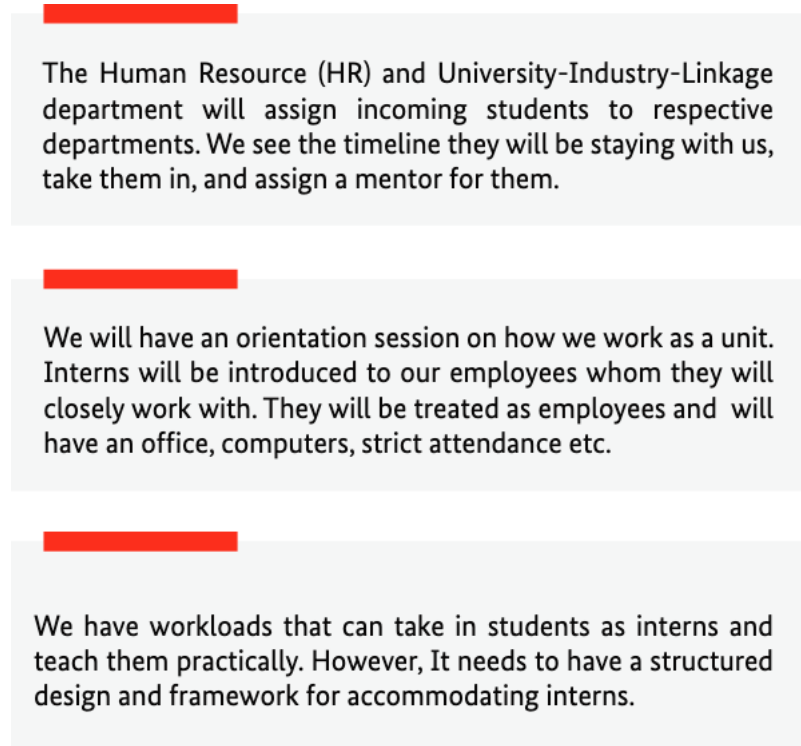 The Human Resource (HR) and University-Industry-Linkage
department will assign incoming students to respective
departments. We see the timeline they will be staying with us,
take them in, and assign a mentor for them.
We will have an orientation session on how we work as a unit.
Interns will be introduced to our employees whom they will
closely work with. They will be treated as employees and will
have an office, computers, strict attendance etc.
We have workloads that can take in students as interns and
teach them practically. However, It needs to have a structured
design and framework for accommodating interns.